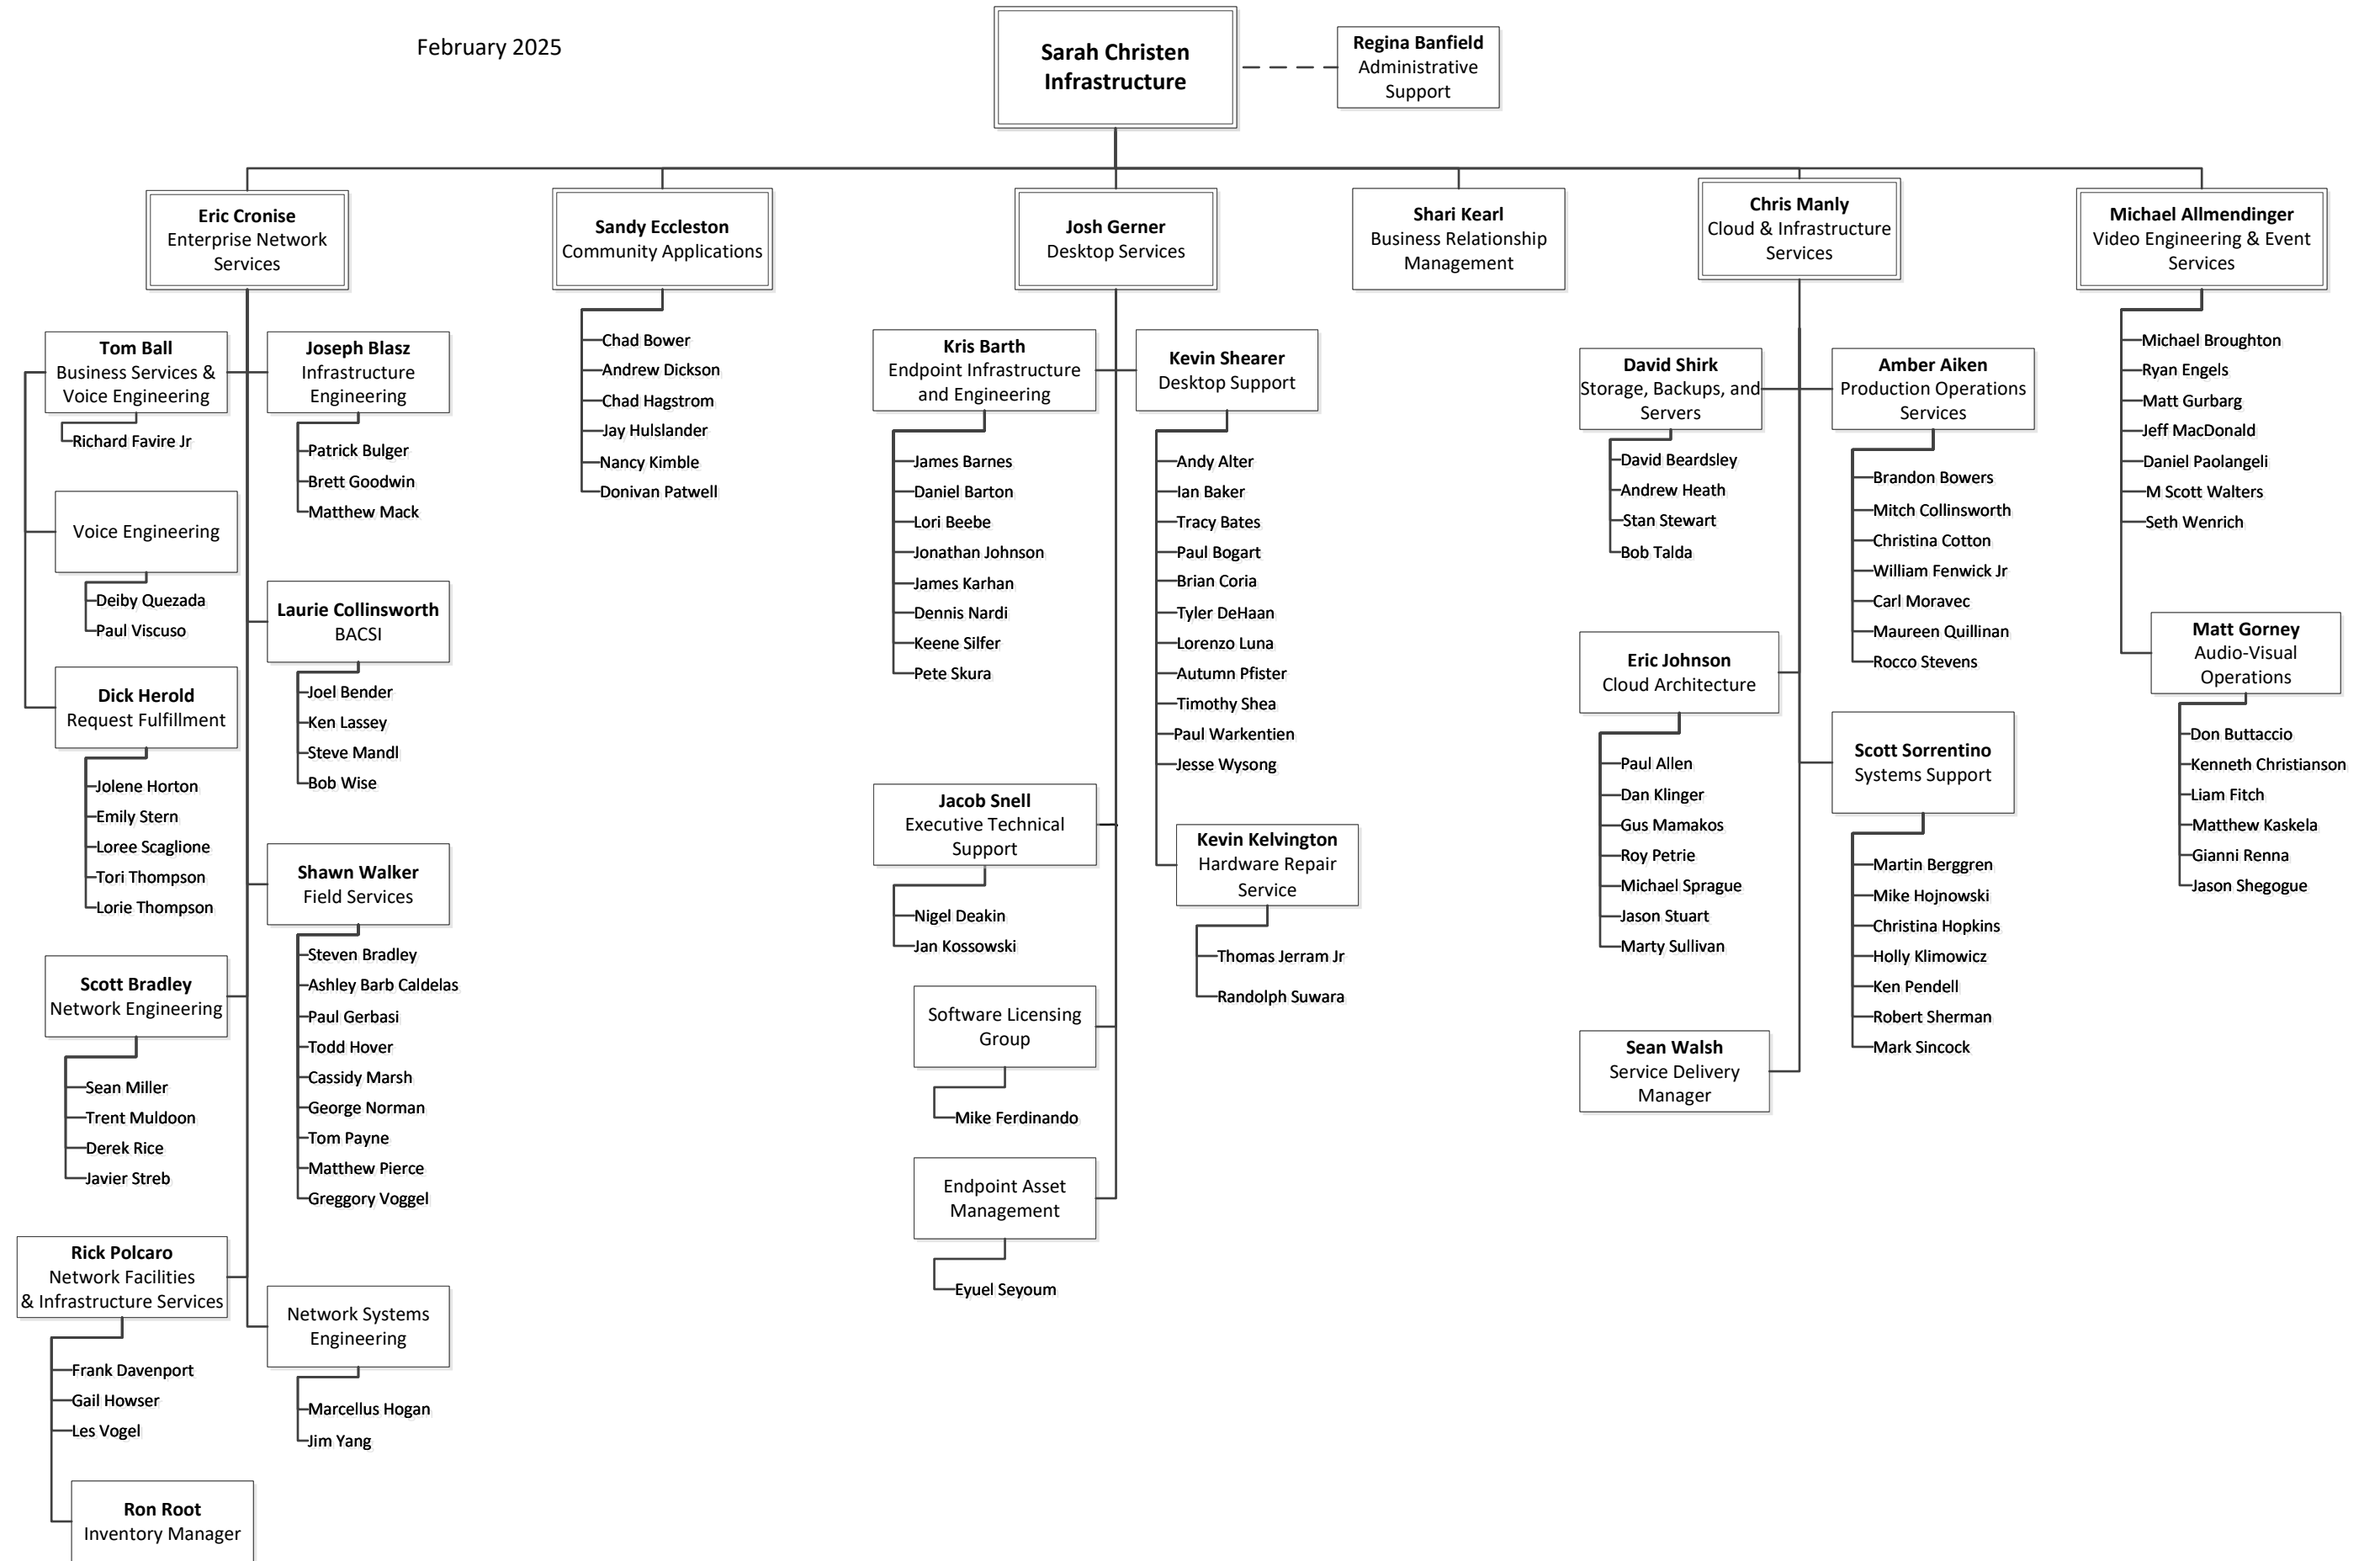 February 2025
Sarah Christen
Infrastructure
Regina Banfield
Administrative
Support
Eric Cronise
Enterprise Network
Services
Tom Ball
Business Services &
Voice Engineering
Richard Favire Jr
Voice Engineering
Deiby Quezada
Paul Viscuso
Dick Herold
Request Fulfillment
Jolene Horton
Emily Stern
Loree Scaglione
Tori Thompson
Lorie Thompson
Scott Bradley
Network Engineering
Sean Miller
Trent Muldoon
Derek Rice
Javier Streb
Rick Polcaro
Network Facilities
& Infrastructure Services
Frank Davenport
Gail Howser
Les Vogel
Ron Root
Inventory Manager
Joseph Blasz
Infrastructure
Engineering
Patrick Bulger
Brett Goodwin
Matthew Mack
Laurie Collinsworth
BACSI
Joel Bender
Ken Lassey
Steve Mandl
Bob Wise
Shawn Walker
Field Services
Steven Bradley
Ashley Barb Caldelas
Paul Gerbasi
Todd Hover
Cassidy Marsh
George Norman
Tom Payne
Matthew Pierce
Greggory Voggel
Network Systems
Engineering
Marcellus Hogan
Jim Yang
Sandy Eccleston
Community Applications
Chad Bower
Andrew Dickson
Chad Hagstrom
Jay Hulslander
Nancy Kimble
Donivan Patwell
Josh Gerner
Desktop Services
Kris Barth
Endpoint Infrastructure
and Engineering
James Barnes
Daniel Barton
Lori Beebe
Jonathan Johnson
James Karhan
Dennis Nardi
Keene Silfer
Pete Skura
Jacob Snell
Executive Technical
Support
Nigel Deakin
Jan Kossowski
Software Licensing
Group
Mike Ferdinando
Endpoint Asset
Management
Eyuel Seyoum
Kevin Shearer
Desktop Support
Andy Alter
Ian Baker
Tracy Bates
Paul Bogart
Brian Coria
Tyler DeHaan
Lorenzo Luna
Autumn Pfister
Timothy Shea
Paul Warkentien
Jesse Wysong
Kevin Kelvington
Hardware Repair
Service
Thomas Jerram Jr
Randolph Suwara
Shari Kearl
Business Relationship
Management
Chris Manly
Cloud & Infrastructure
Services
David Shirk
Storage, Backups, and
Servers
David Beardsley
Andrew Heath
Stan Stewart
Bob Talda
Eric Johnson
Cloud Architecture
Paul Allen
Dan Klinger
Gus Mamakos
Roy Petrie
Michael Sprague
Jason Stuart
Marty Sullivan
Sean Walsh
Service Delivery
Manager
Amber Aiken
Production Operations
Services
Brandon Bowers
Mitch Collinsworth
Christina Cotton
William Fenwick Jr
Carl Moravec
Maureen Quillinan
Rocco Stevens
Scott Sorrentino
Systems Support
Martin Berggren
Mike Hojnowski
Christina Hopkins
Holly Klimowicz
Ken Pendell
Robert Sherman
Mark Sincock
Michael Allmendinger
Video Engineering & Event
Services
Michael Broughton
Ryan Engels
Matt Gurbarg
Jeff MacDonald
Daniel Paolangeli
M Scott Walters
Seth Wenrich
Matt Gorney
Audio-Visual
Operations
Don Buttaccio
Kenneth Christianson
Liam Fitch
Matthew Kaskela
Gianni Renna
Jason Shegogue